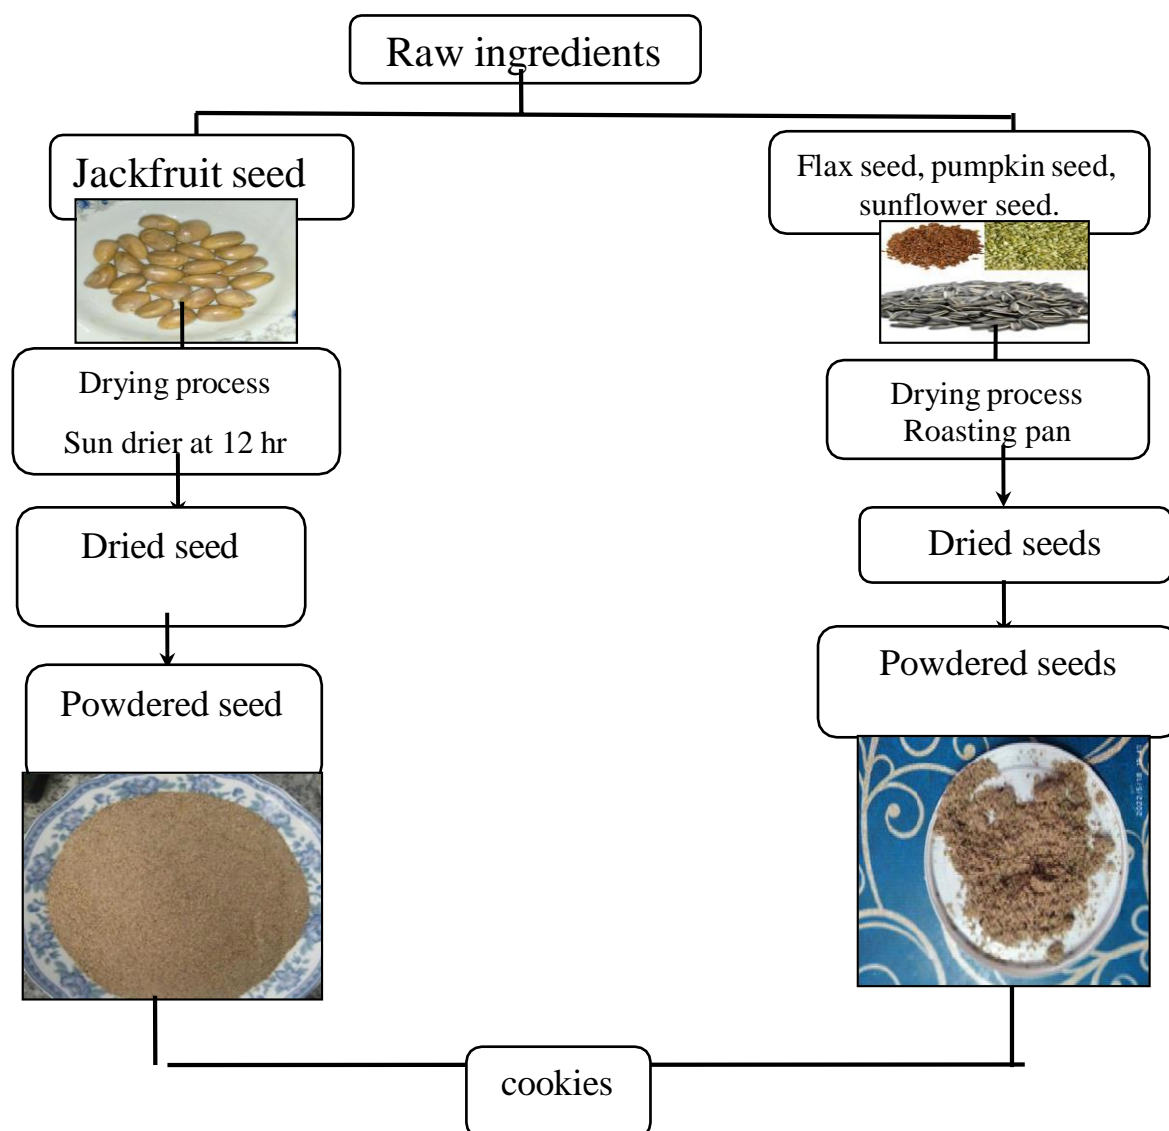 Raw ingredients
Jackfruit seed
Flax seed, pumpkin seed,
sunflower seed.
Drying process
Sun drier at 12 hr
Drying process
Roasting pan
Dried seed
Dried seeds
Powdered seed
Powdered seeds
cookies